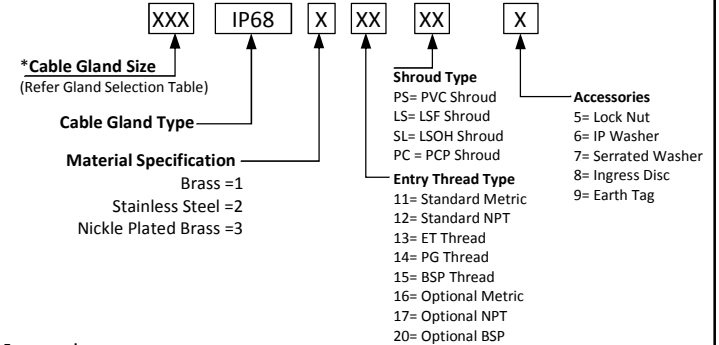 XXX IP68 X XX XX X
*Cable Gland Size
(Refer Gland Selection Table)
Cable Gland Type
Material Specification
Brass =1
Stainless Steel =2
Nickle Plated Brass =3
Shroud Type
PS= PVC Shroud
LS= LSF Shroud
SL= LSOH Shroud
PC = PCP Shroud
Entry Thread Type
11= Standard Metric
12= Standard NPT
13= ET Thread
14= PG Thread
15= BSP Thread
16= Optional Metric
17= Optional NPT
20= Optional BSP
Accessories
5= Lock Nut
6= IP Washer
7= Serrated Washer
8= Ingress Disc
9= Earth Tag